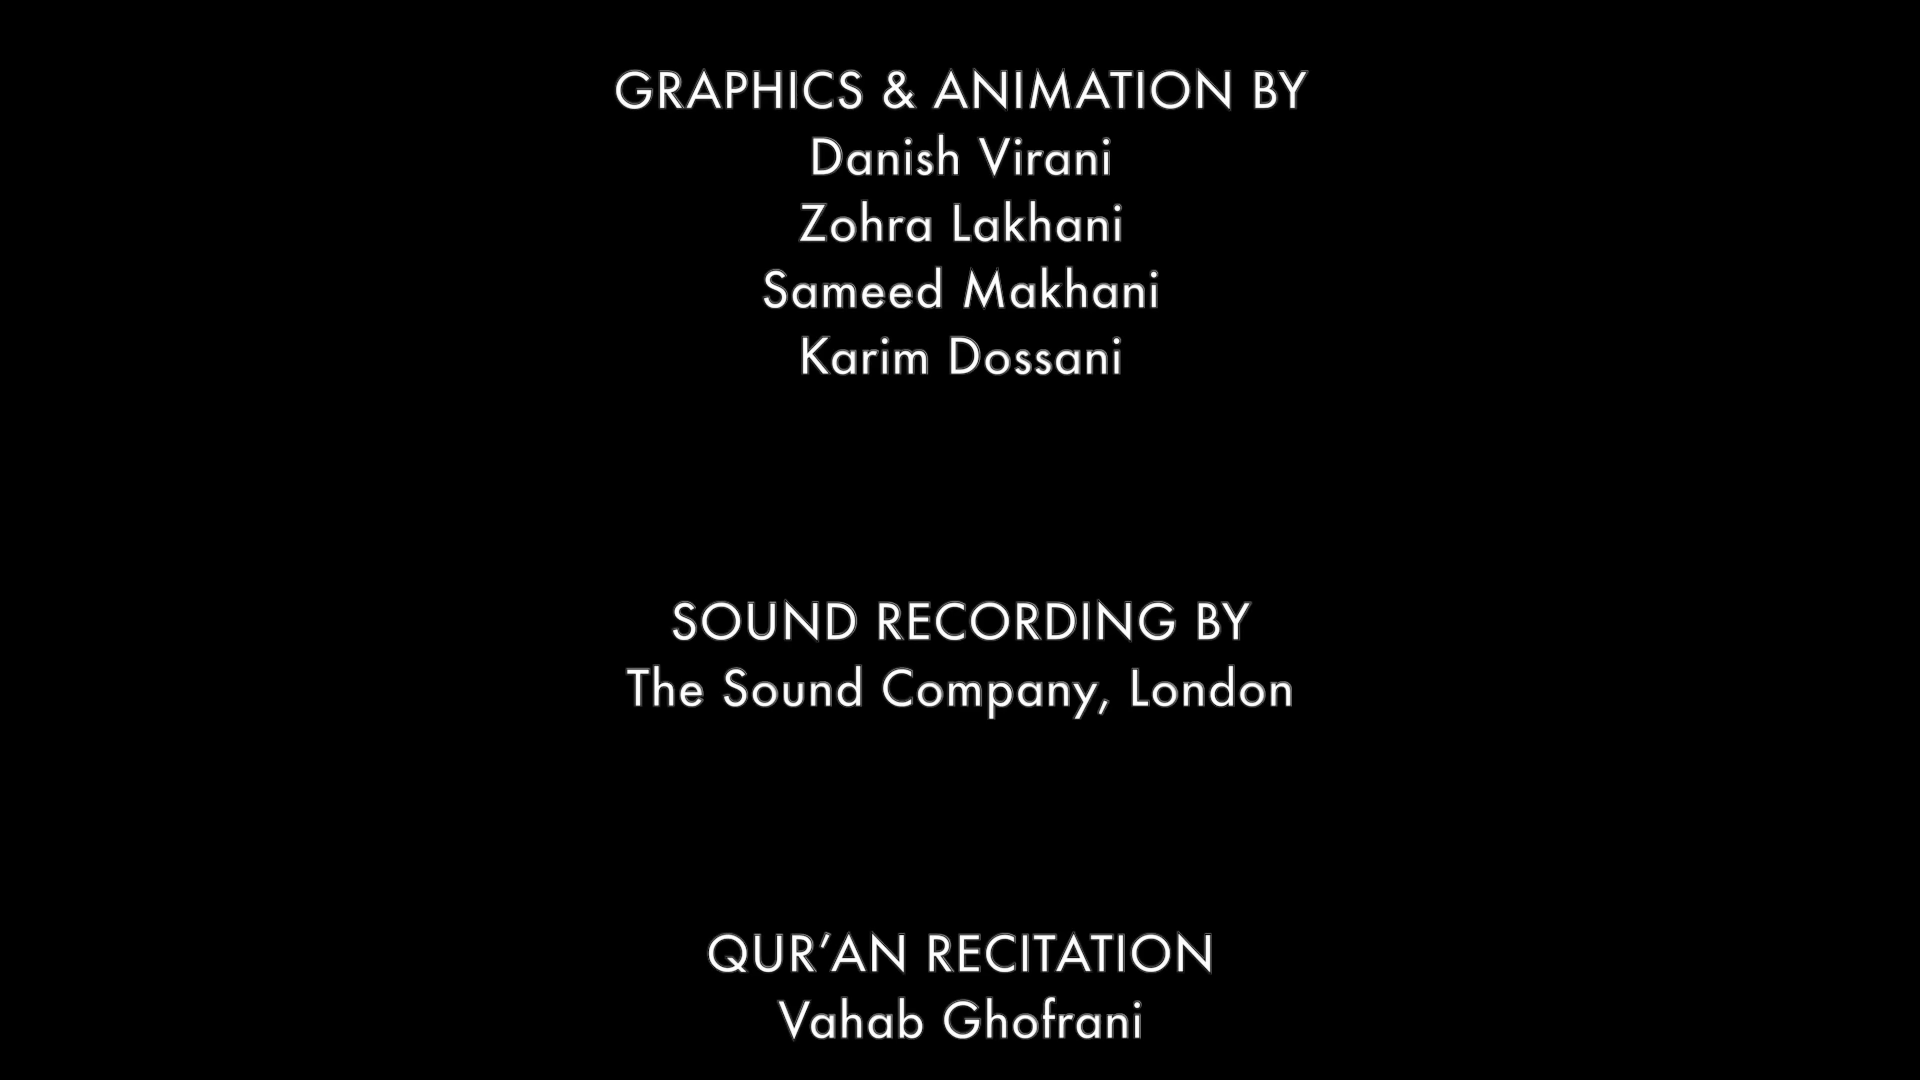 GRAPHICS & ANIMATION BY
Danish Virani
Zohra Lakhani
Sameed Makhani
Karim Dossani
SOUND RECORDING BY
The Sound Company, London
QUR’AN RECITATION
Vahab Ghofrani